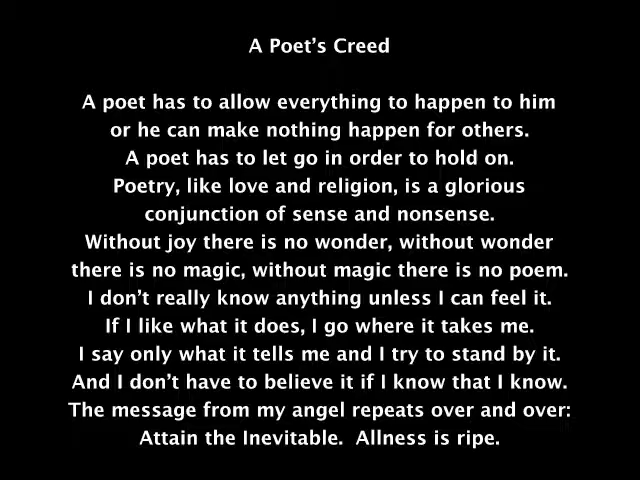 A Poet’s Creed
A poet has to allow everything to happen to him
or he can make nothing happen for others.
A poet has to let go in order to hold on.
Poetry, like love and religion, is a glorious
conjunction of sense and nonsense.
Without joy there is no wonder, without wonder
there is no magic, without magic there is no poem.
I don’t really know anything unless I can feel it.
If I like what it does, I go where it takes me.
I say only what it tells me and I try to stand by it.
And I don’t have to believe it if I know that I know.
The message from my angel repeats over and over:
Attain the Inevitable.  Allness is ripe.